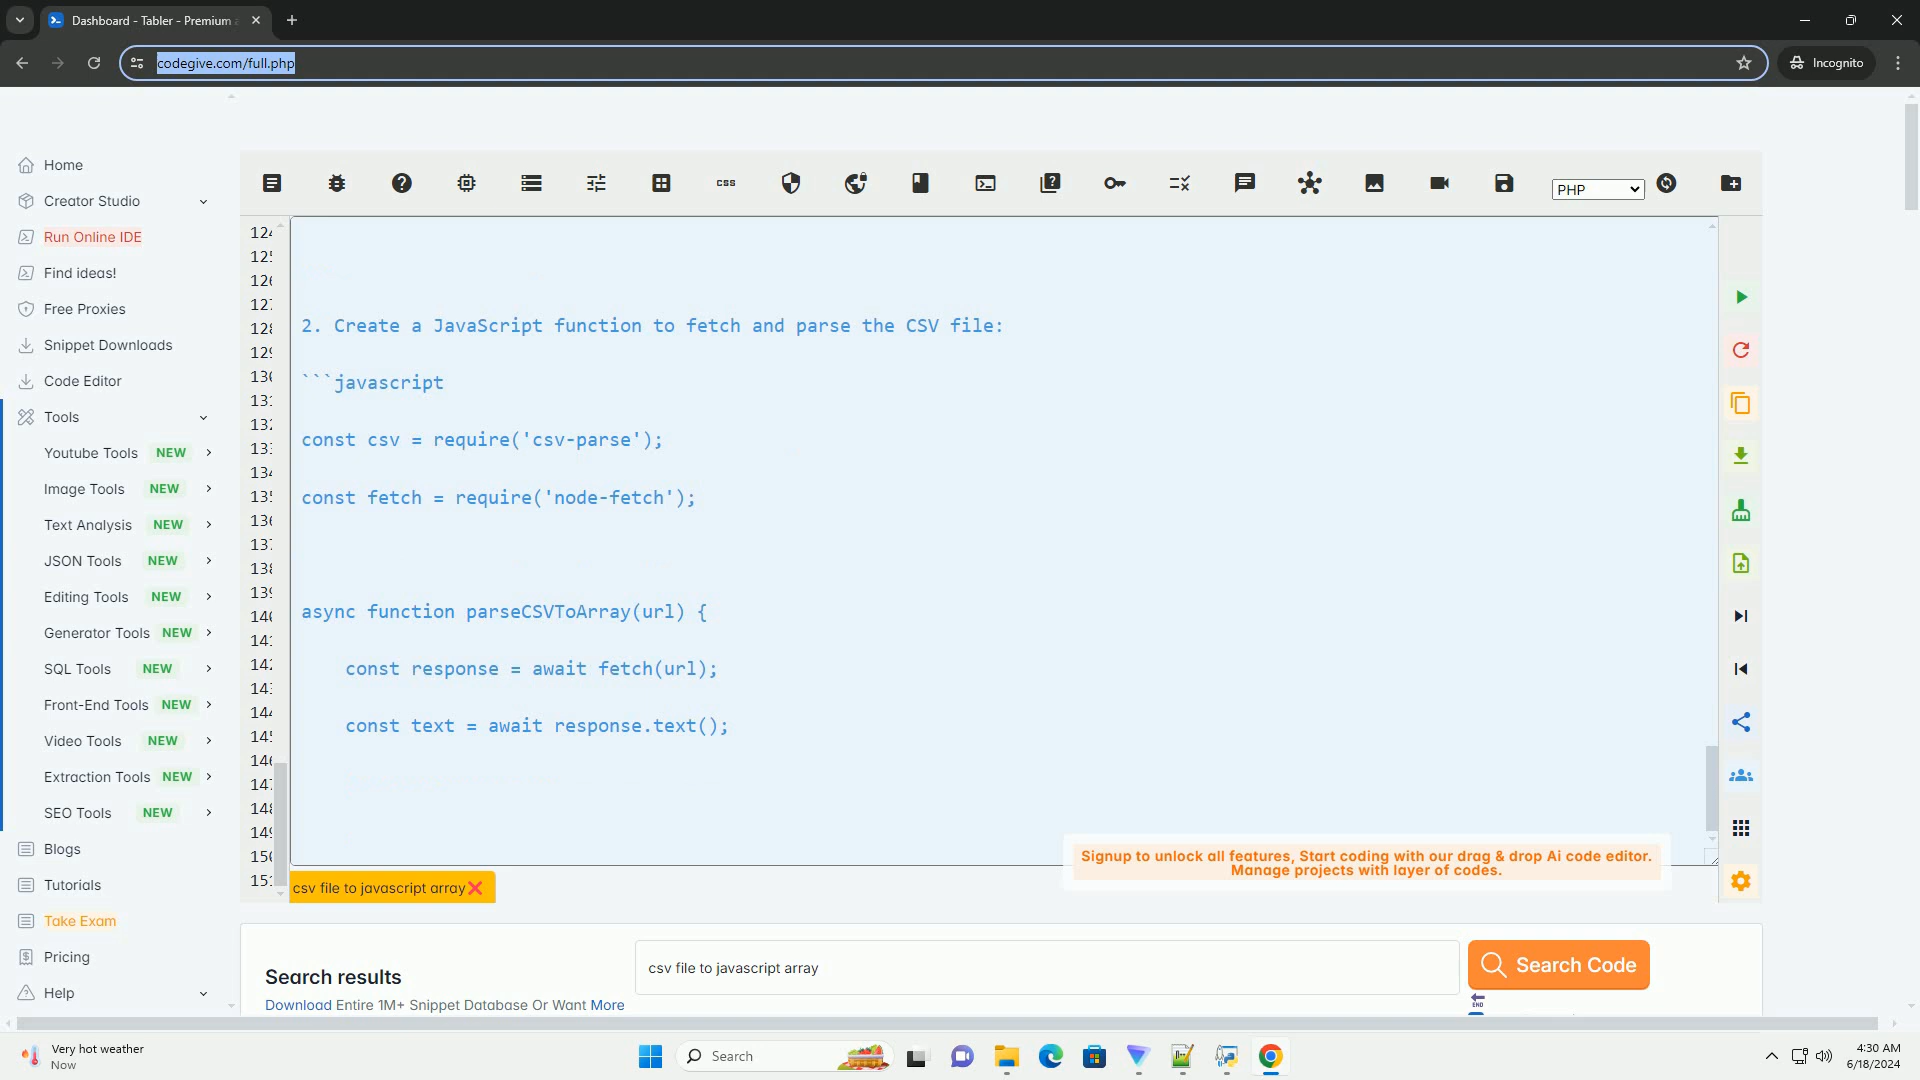 Dashboard - Tabler - Premium
codegive.com/full.php
Incognito
Home
Creator Studio
Run Online IDE
Find ideas!
Free Proxies
Snippet Downloads
Code Editor
Tools
Youtube Tools NEW
Image Tools NEW
Text Analysis NEW
JSON Tools NEW
Editing Tools NEW
Generator Tools NEW
SQL Tools NEW
Front-End Tools NEW
Video Tools NEW
Extraction Tools NEW
SEO Tools NEW
Blogs
Tutorials
Take Exam
Pricing
Help
css
PHP
2. Create a JavaScript function to fetch and parse the CSV file:
```javascript
const csv = require('csv-parse');
const fetch = require('node-fetch');
async function parseCSVToArray(url) {
const response = await fetch(url);
const text = await response.text();
Signup to unlock all features, Start coding with our drag & drop Ai code editor.
Manage projects with layer of codes.
csv file to javascript array
Search results
Download Entire 1M+ Snippet Database Or Want More
csv file to javascript array
Search Code
END
Very hot weather
Now
Search
4:30 AM
6/18/2024